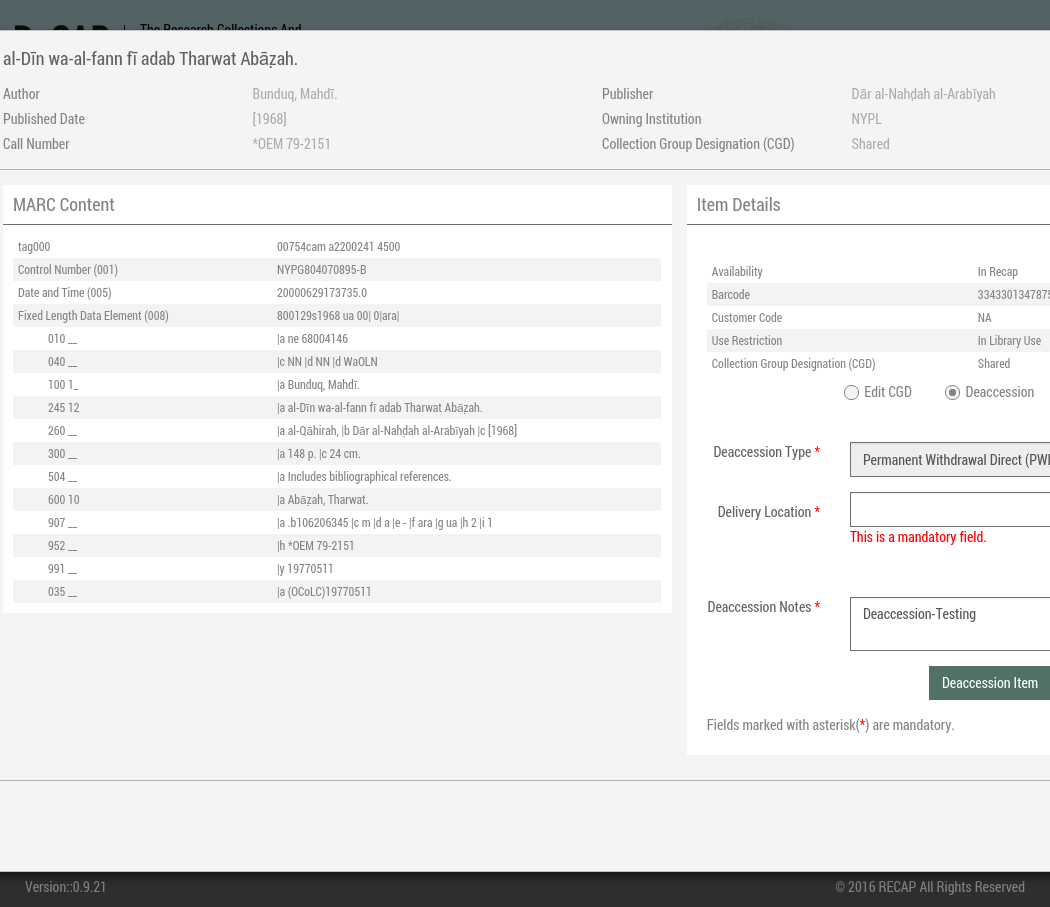 The Research Collections And
al-Dīn wa-al-fann fī adab Tharwat Abāẓah.
Author Bunduq, Mahdī. Publisher Dār al-Nahḍah al-Arabīyah
Published Date [1968] Owning Institution NYPL
Call Number *OEM 79-2151 Collection Group Designation (CGD) Shared
MARC Content
tag000 00754cam a2200241 4500
Control Number (001) NYPG804070895-B
Date and Time (005) 20000629173735.0
Fixed Length Data Element (008) 800129s1968 ua 00| 0|ara|
010 __ |a ne 68004146
040 __ |c NN |d NN |d WaOLN
100 1_ |a Bunduq, Mahdī.
245 12 |a al-Dīn wa-al-fann fī adab Tharwat Abāẓah.
260 __ |a al-Qāhirah, |b Dār al-Nahḍah al-Arabīyah |c [1968]
300 __ |a 148 p. |c 24 cm.
504 __ |a Includes bibliographical references.
600 10 |a Abāẓah, Tharwat.
907 __ |a .b106206345 |c m |d a |e - |f ara |g ua |h 2 |i 1
952 __ |h *OEM 79-2151
991 __ |y 19770511
035 __ |a (OCoLC)19770511
Item Details
Availability In Recap
Barcode 334330134787
Customer Code NA
Use Restriction In Library Use
Collection Group Designation (CGD) Shared
Edit CGD Deaccession
Deaccession Type * Permanent Withdrawal Direct (PW
Delivery Location *
This is a mandatory field.
Deaccession Notes * Deaccession-Testing
Deaccession Item
Fields marked with asterisk(*) are mandatory.
Version::0.9.21 © 2016 RECAP All Rights Reserved